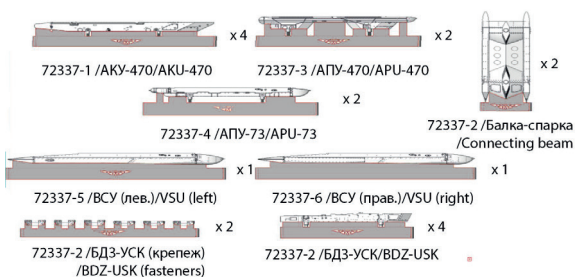 x 4
x 2
72337-1 /АКУ-470/AKU-470
72337-3 /АПУ-470/APU-470
x 2
x 2
72337-4 /АПУ-73/APU-73
72337-2 /Балка-спарка
/Connecting beam
x 1
x 1
72337-5 /ВСУ (лев.)/VSU (left)
72337-6 /ВСУ (прав.)/VSU (right)
x 2
x 4
72337-2 /БДЗ-УСК (крепеж)
/BDZ-USK (fasteners)
72337-2 /БДЗ-УСК/BDZ-USK